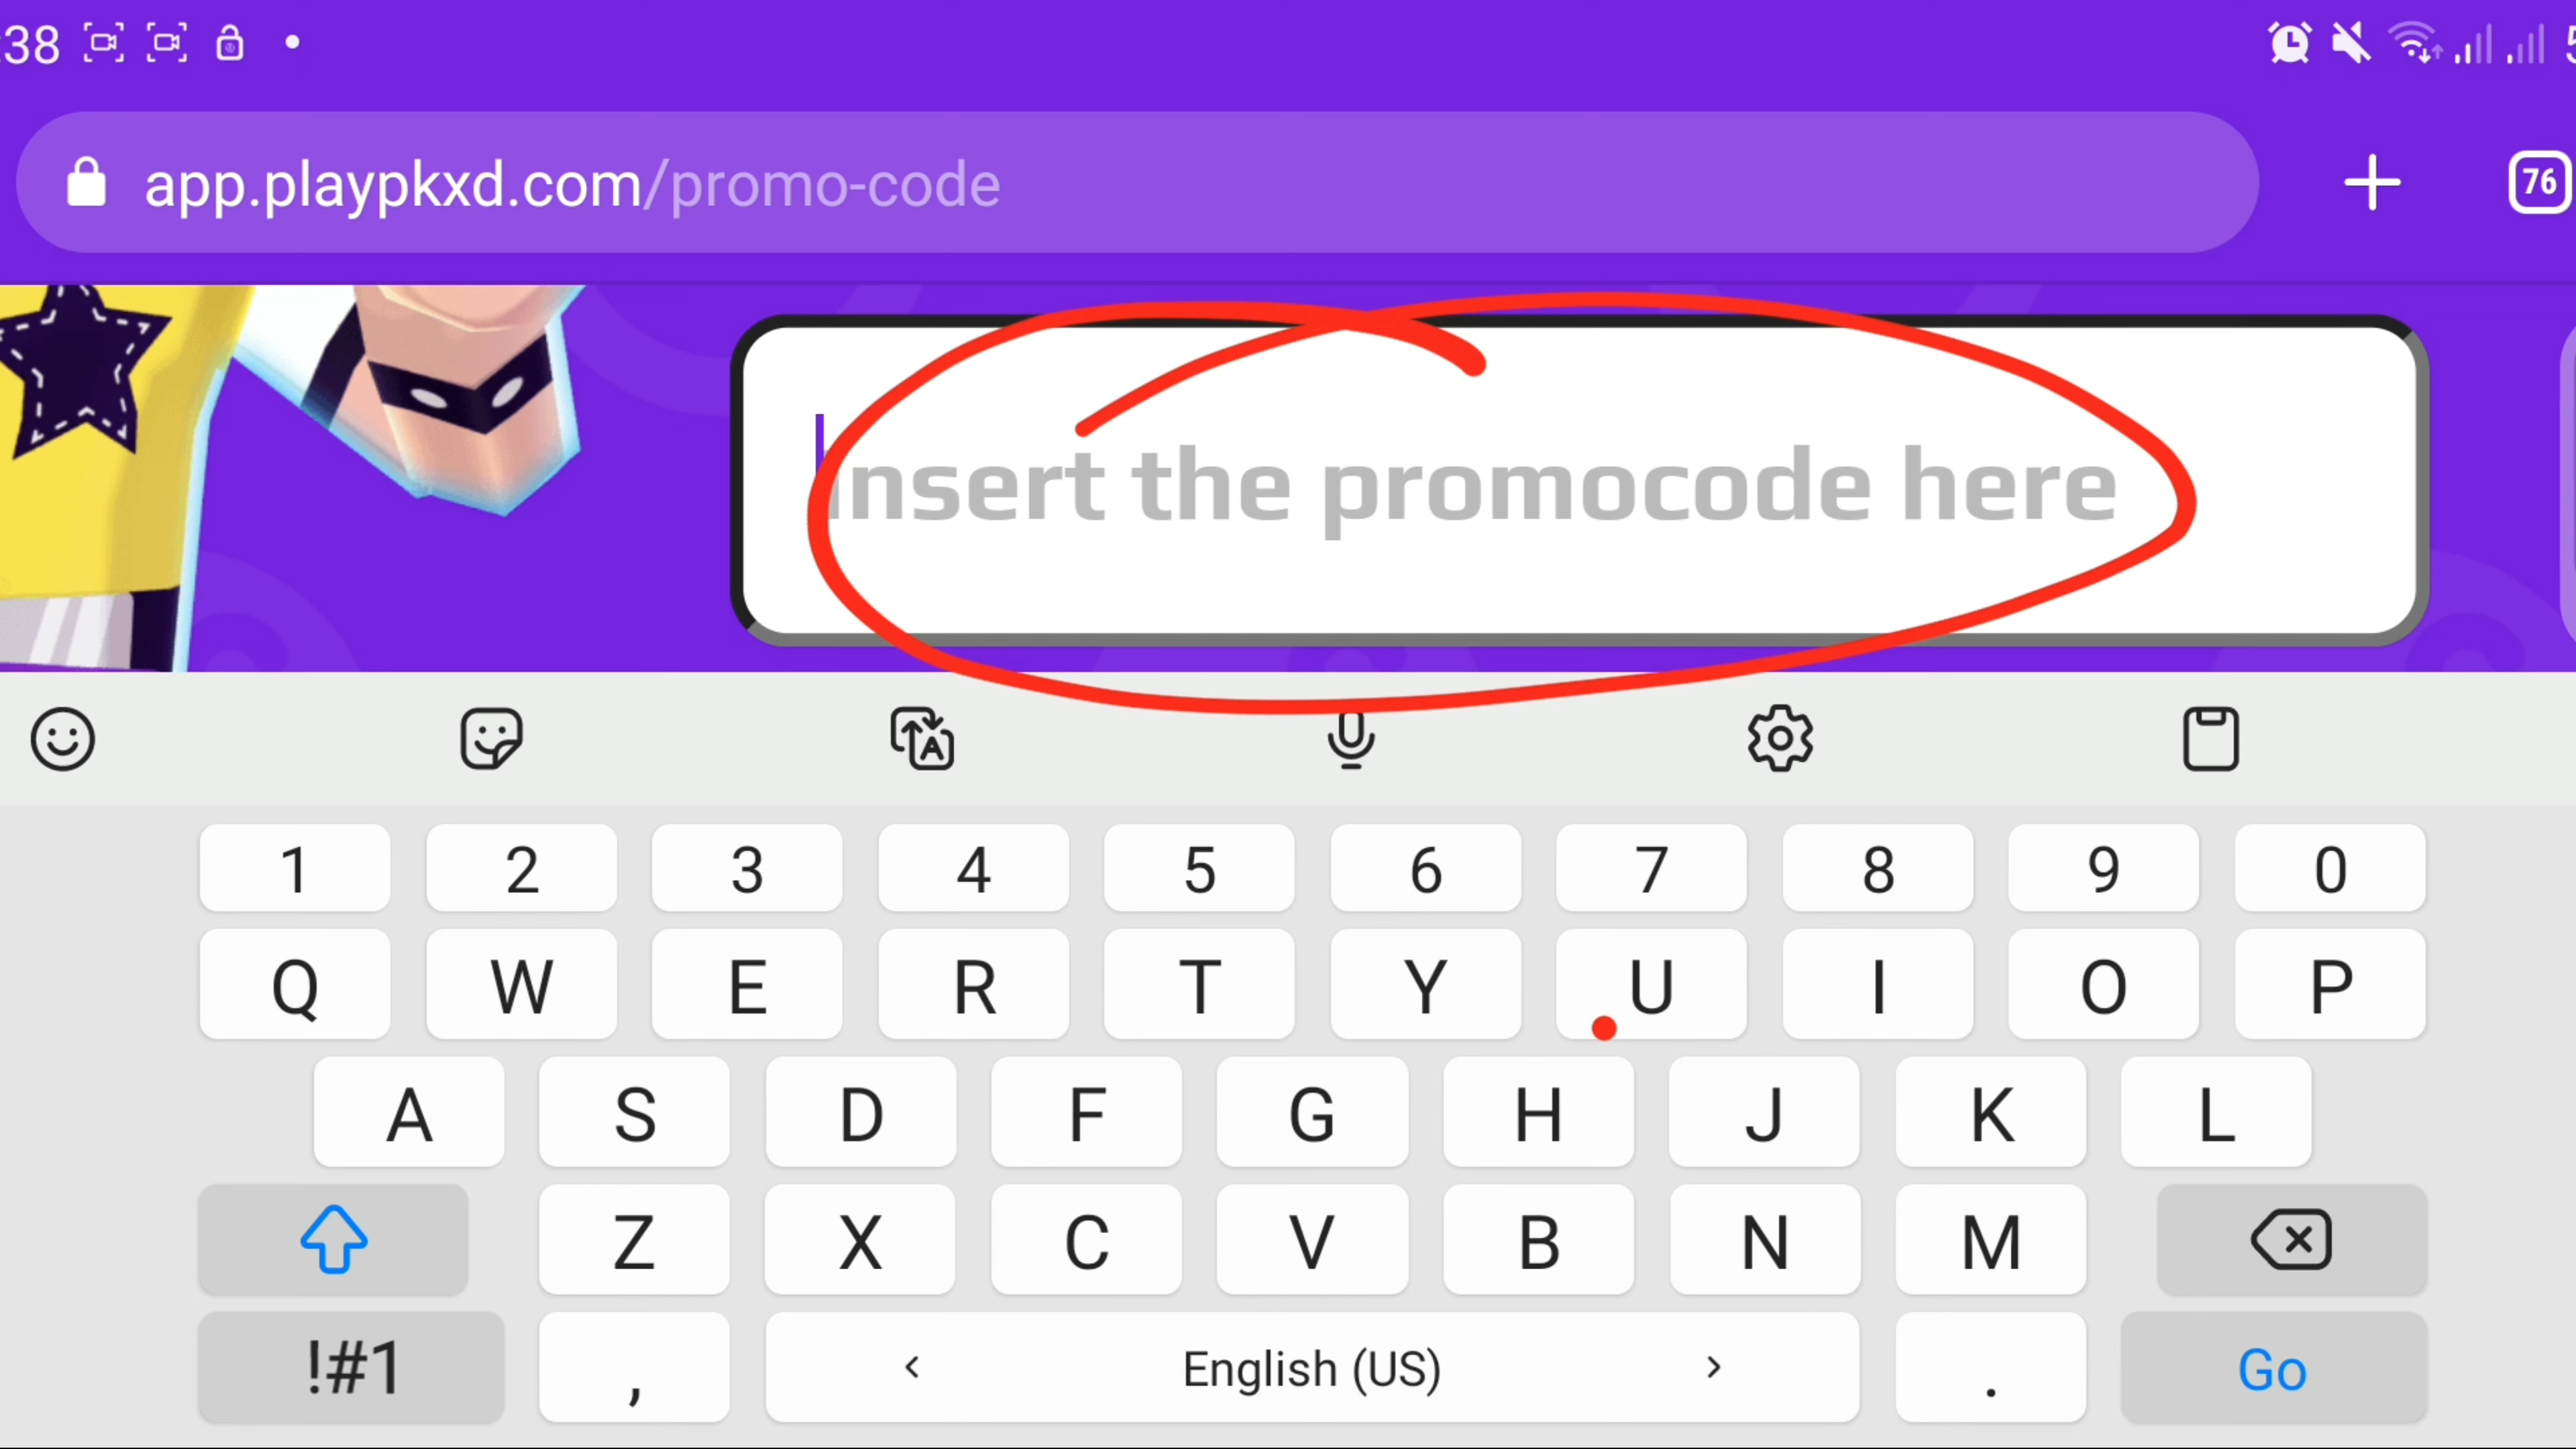 :38
app.playpkxd.com/promo-code
76
Insert the promocode here
1 2 3 4 5 6 7 8 9 0
Q W E R T Y U I O P
A S D F G H J K L
Z X C V B N M
!#1 , < English (US) > . Go